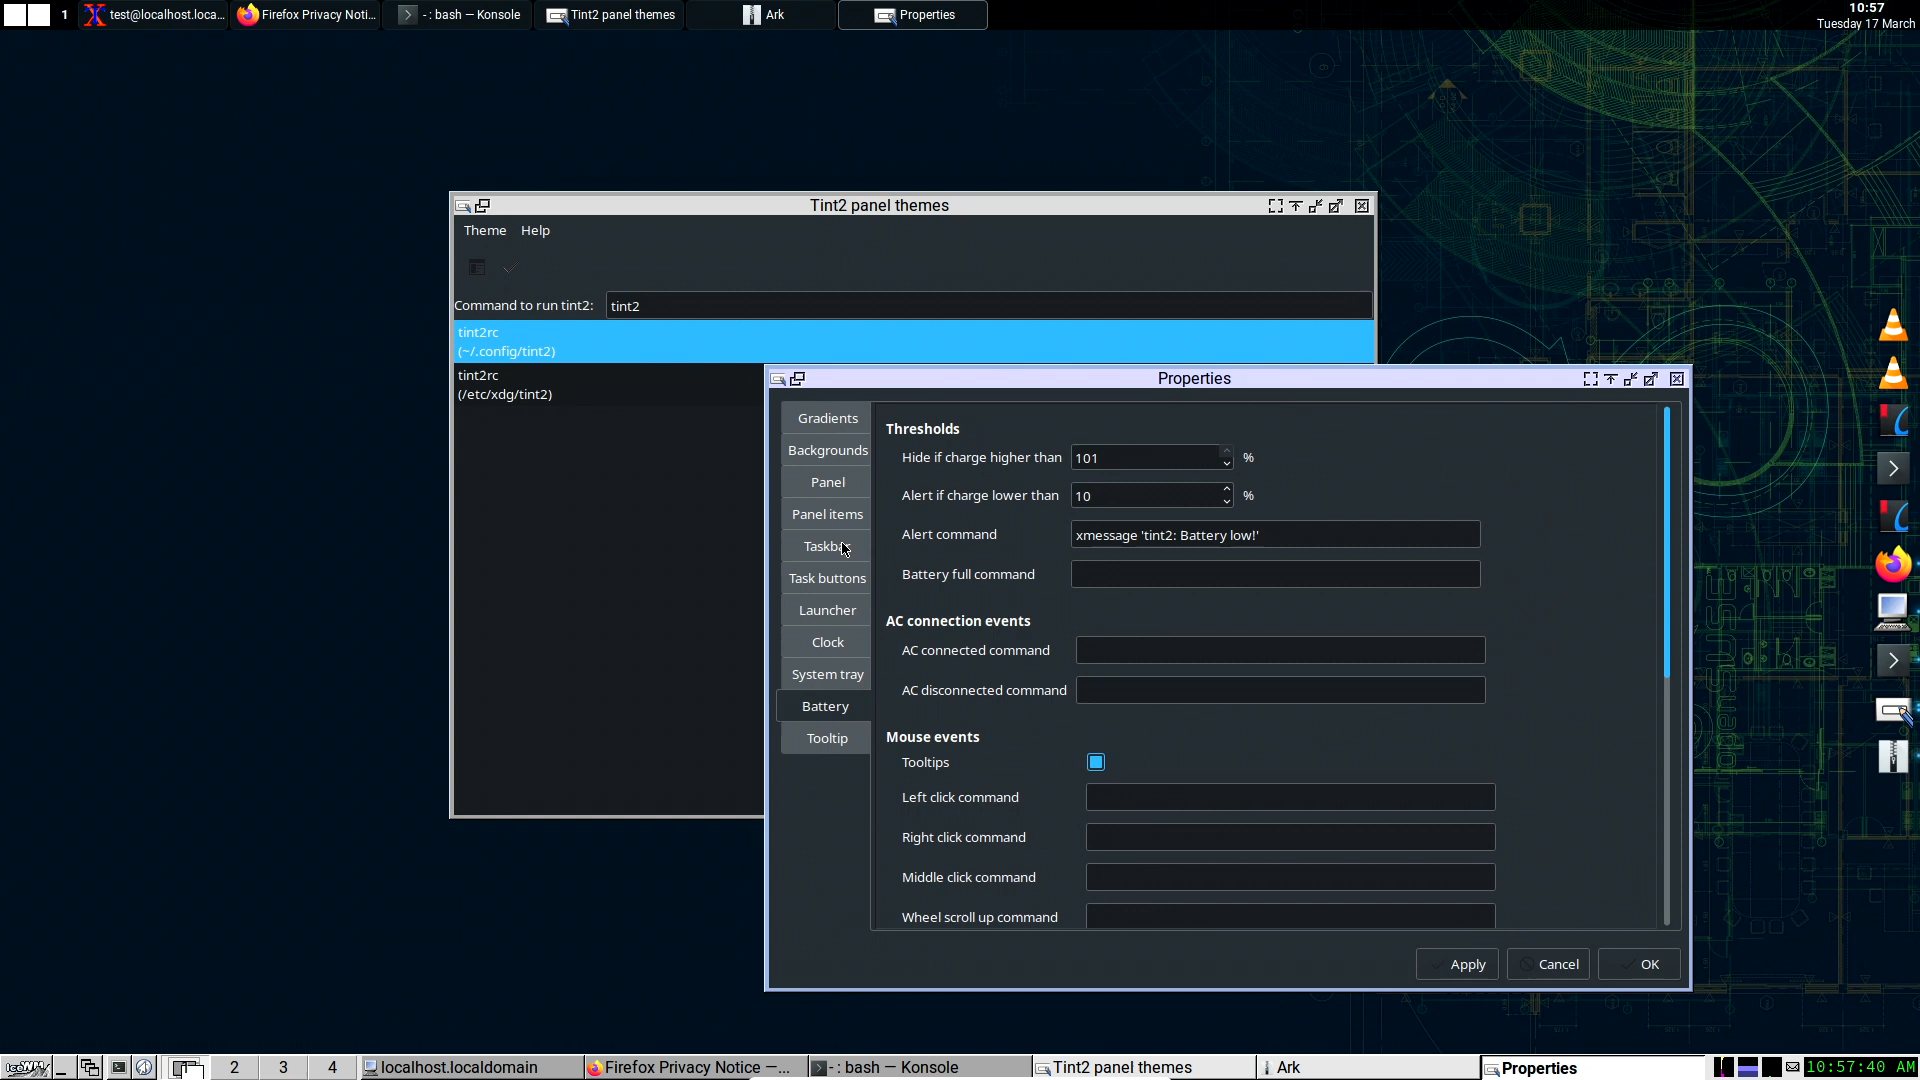 1
test@localhost.loca...
Firefox Privacy Noti...
- : bash — Konsole
Tint2 panel themes
Ark
Properties
10:57
Tuesday 17 March
Tint2 panel themes
Theme Help
Command to run tint2: tint2
tint2rc
(~/.config/tint2)
tint2rc
(/etc/xdg/tint2)
Properties
Gradients
Backgrounds
Panel
Panel items
Taskbar
Task buttons
Launcher
Clock
System tray
Battery
Tooltip
Thresholds
Hide if charge higher than 101 %
Alert if charge lower than 10 %
Alert command xmessage 'tint2: Battery low!'
Battery full command
AC connection events
AC connected command
AC disconnected command
Mouse events
Tooltips
Left click command
Right click command
Middle click command
Wheel scroll up command
Apply Cancel OK
openSUSE
IceWM
2 3 4
localhost.localdomain
Firefox Privacy Notice —...
- : bash — Konsole
Tint2 panel themes
Ark
Properties
10:57:40 AM